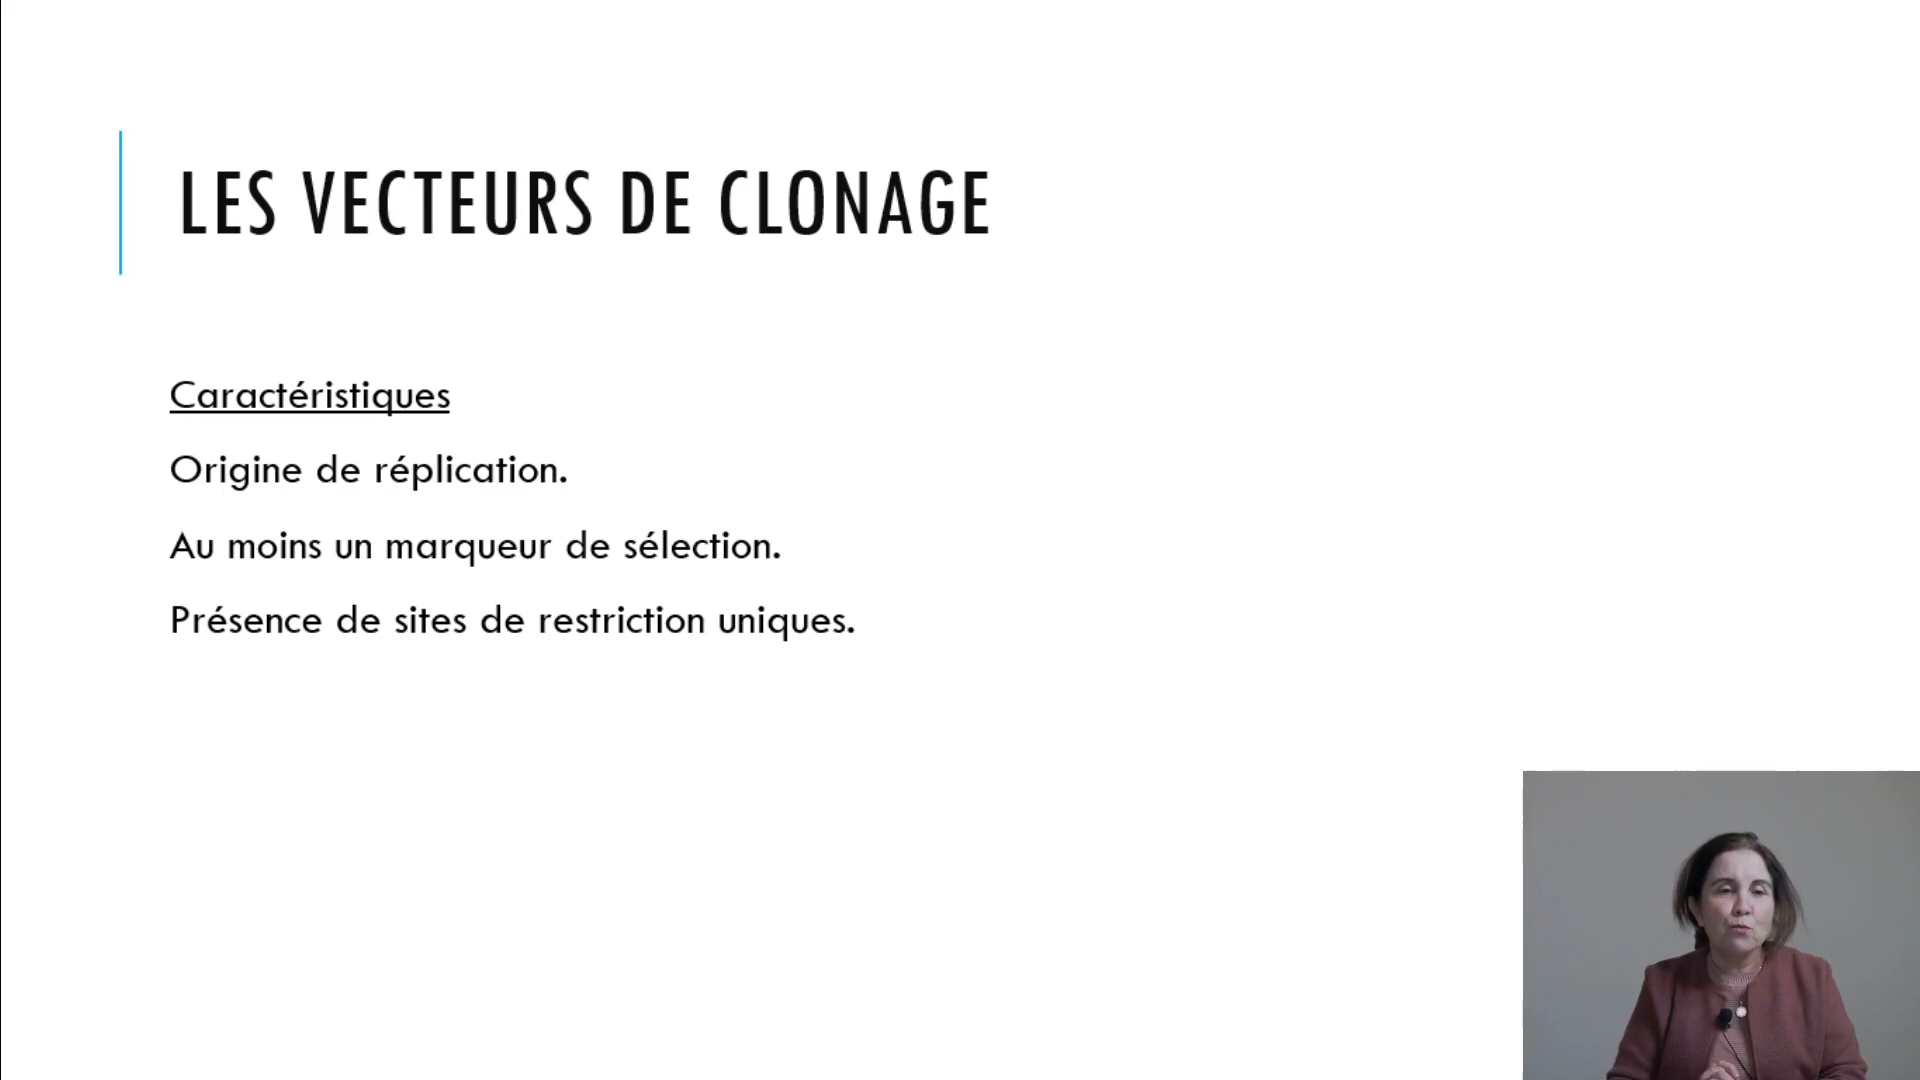 LES VECTEURS DE CLONAGE
Caractéristiques
Origine de réplication.
Au moins un marqueur de sélection.
Présence de sites de restriction uniques.